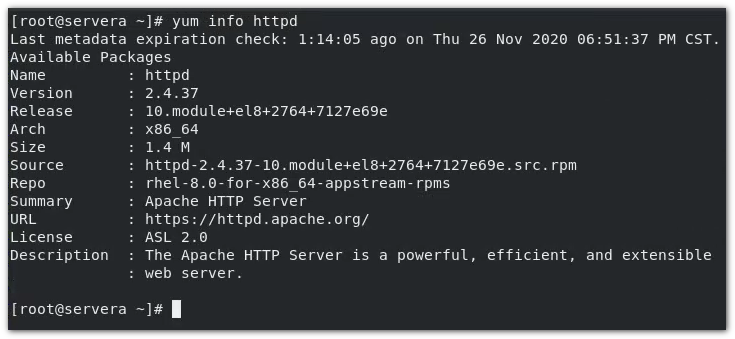 [root@servera ~]# yum info httpd
Last metadata expiration check: 1:14:05 ago on Thu 26 Nov 2020 06:51:37 PM CST.
Available Packages
Name         : httpd
Version      : 2.4.37
Release      : 10.module+el8+2764+7127e69e
Arch         : x86_64
Size         : 1.4 M
Source       : httpd-2.4.37-10.module+el8+2764+7127e69e.src.rpm
Repo         : rhel-8.0-for-x86_64-appstream-rpms
Summary      : Apache HTTP Server
URL          : https://httpd.apache.org/
License      : ASL 2.0
Description  : The Apache HTTP Server is a powerful, efficient, and extensible
             : web server.
[root@servera ~]#